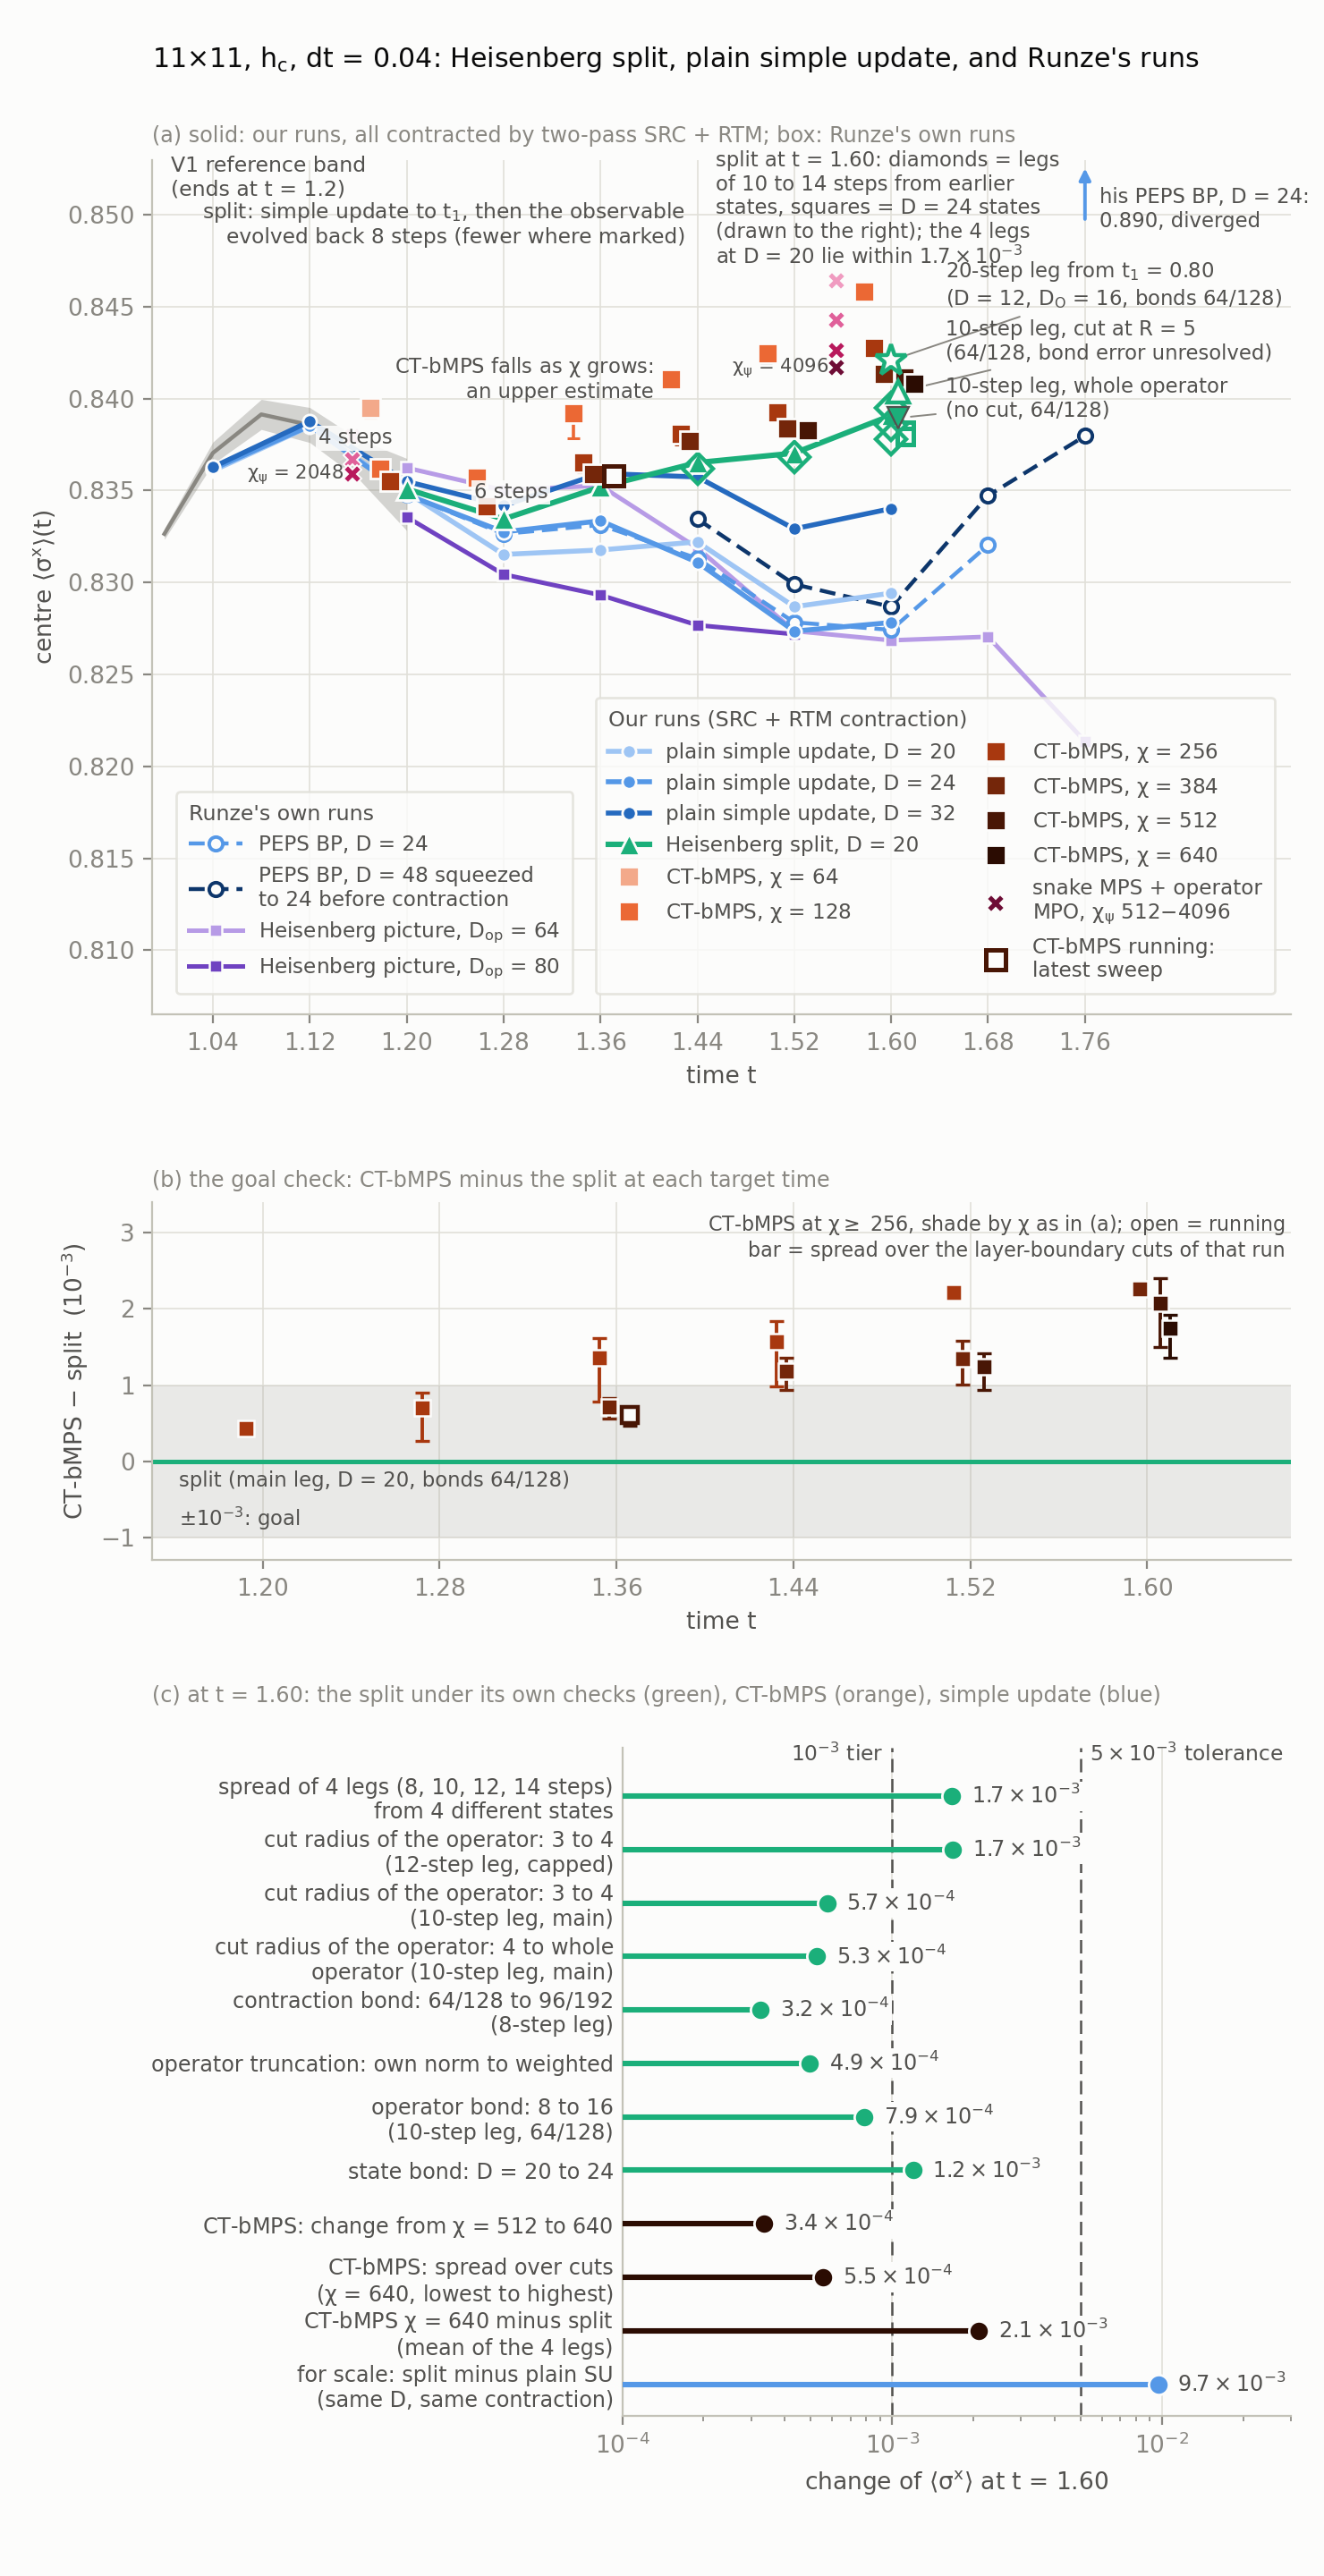 11×11, h_c, dt = 0.04: Heisenberg split, plain simple update, and Runze's runs
(a) solid: our runs, all contracted by two-pass SRC + RTM; box: Runze's own runs
V1 reference band
(ends at t = 1.2)
split: simple update to t₁, then the observable
evolved back 8 steps (fewer where marked)
split at t = 1.60: diamonds = legs
of 10 to 14 steps from earlier
states, squares = D = 24 states
(drawn to the right); the 4 legs
at D = 20 lie within 1.7 × 10⁻³
his PEPS BP, D = 24:
0.890, diverged
20-step leg from t₁ = 0.80
(D = 12, D_O = 16, bonds 64/128)
10-step leg, cut at R = 5
(64/128, bond error unresolved)
10-step leg, whole operator
(no cut, 64/128)
CT-bMPS falls as χ grows:
an upper estimate
χ_ψ = 4096
4 steps
χ_ψ = 2048
6 steps
centre ⟨σˣ⟩(t)
0.850
0.845
0.840
0.835
0.830
0.825
0.820
0.815
0.810
Runze's own runs
PEPS BP, D = 24
PEPS BP, D = 48 squeezed
to 24 before contraction
Heisenberg picture, D_op = 64
Heisenberg picture, D_op = 80
Our runs (SRC + RTM contraction)
plain simple update, D = 20
plain simple update, D = 24
plain simple update, D = 32
Heisenberg split, D = 20
CT-bMPS, χ = 64
CT-bMPS, χ = 128
CT-bMPS, χ = 256
CT-bMPS, χ = 384
CT-bMPS, χ = 512
CT-bMPS, χ = 640
snake MPS + operator
MPO, χ_ψ 512−4096
CT-bMPS running:
latest sweep
1.04 1.12 1.20 1.28 1.36 1.44 1.52 1.60 1.68 1.76
time t
(b) the goal check: CT-bMPS minus the split at each target time
CT-bMPS at χ ≥ 256, shade by χ as in (a); open = running
bar = spread over the layer-boundary cuts of that run
CT-bMPS − split (10⁻³)
3
2
1
0
−1
split (main leg, D = 20, bonds 64/128)
±10⁻³: goal
1.20 1.28 1.36 1.44 1.52 1.60
time t
(c) at t = 1.60: the split under its own checks (green), CT-bMPS (orange), simple update (blue)
10⁻³ tier
5 × 10⁻³ tolerance
spread of 4 legs (8, 10, 12, 14 steps)
from 4 different states
1.7 × 10⁻³
cut radius of the operator: 3 to 4
(12-step leg, capped)
1.7 × 10⁻³
cut radius of the operator: 3 to 4
(10-step leg, main)
5.7 × 10⁻⁴
cut radius of the operator: 4 to whole
operator (10-step leg, main)
5.3 × 10⁻⁴
contraction bond: 64/128 to 96/192
(8-step leg)
3.2 × 10⁻⁴
operator truncation: own norm to weighted
4.9 × 10⁻⁴
operator bond: 8 to 16
(10-step leg, 64/128)
7.9 × 10⁻⁴
state bond: D = 20 to 24
1.2 × 10⁻³
CT-bMPS: change from χ = 512 to 640
3.4 × 10⁻⁴
CT-bMPS: spread over cuts
(χ = 640, lowest to highest)
5.5 × 10⁻⁴
CT-bMPS χ = 640 minus split
(mean of the 4 legs)
2.1 × 10⁻³
for scale: split minus plain SU
(same D, same contraction)
9.7 × 10⁻³
10⁻⁴ 10⁻³ 10⁻²
change of ⟨σˣ⟩ at t = 1.60